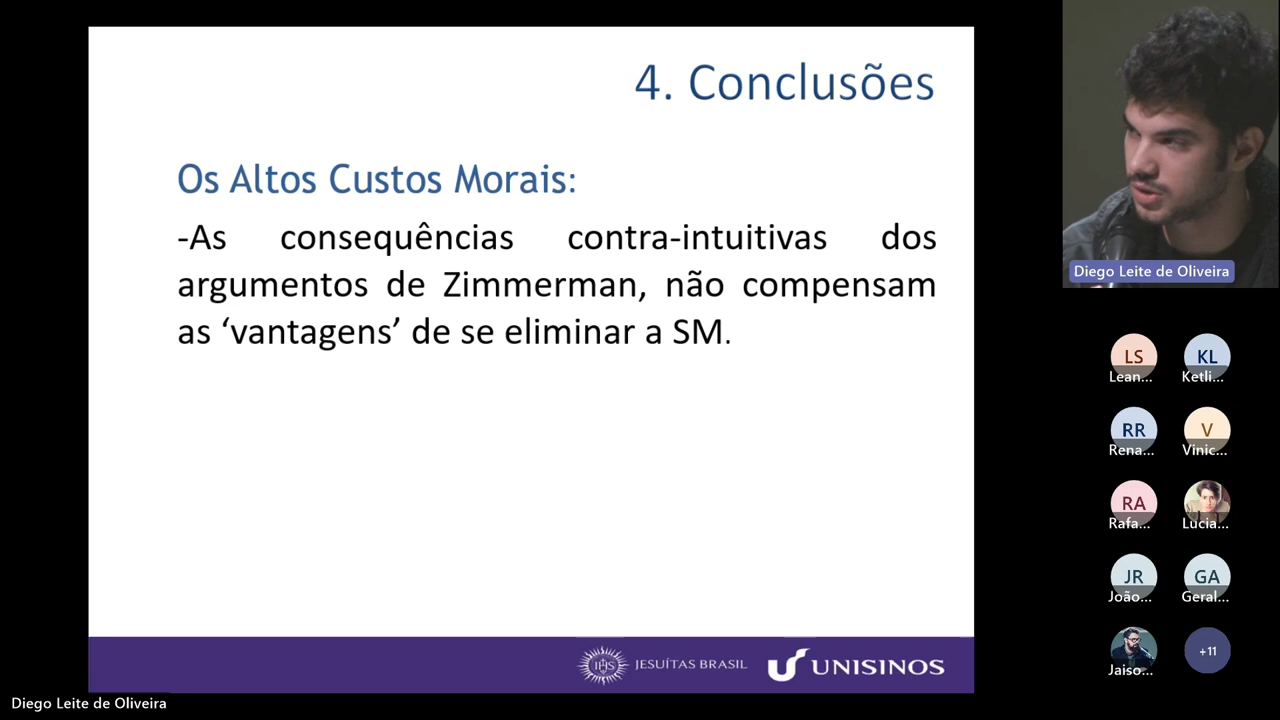 4. Conclusões
Os Altos Custos Morais:
-As consequências contra-intuitivas dos
argumentos de Zimmerman, não compensam
as ‘vantagens’ de se eliminar a SM.
IHS
JESUÍTAS BRASIL
UNISINOS
Diego Leite de Oliveira
Diego Leite de Oliveira
LS
KL
Lean...
Ketli...
RR
V
Rena...
Vinic...
RA
Rafa...
Lucia...
JR
GA
João...
Geral...
+11
Jaiso...